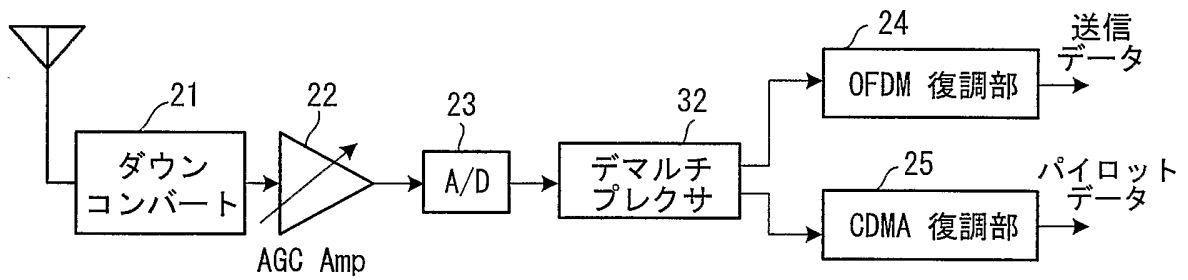 21
ダウン
コンバート
22
AGC Amp
23
A/D
32
デマルチ
プレクサ
24
OFDM 復調部
送信
データ
25
CDMA 復調部
パイロット
データ